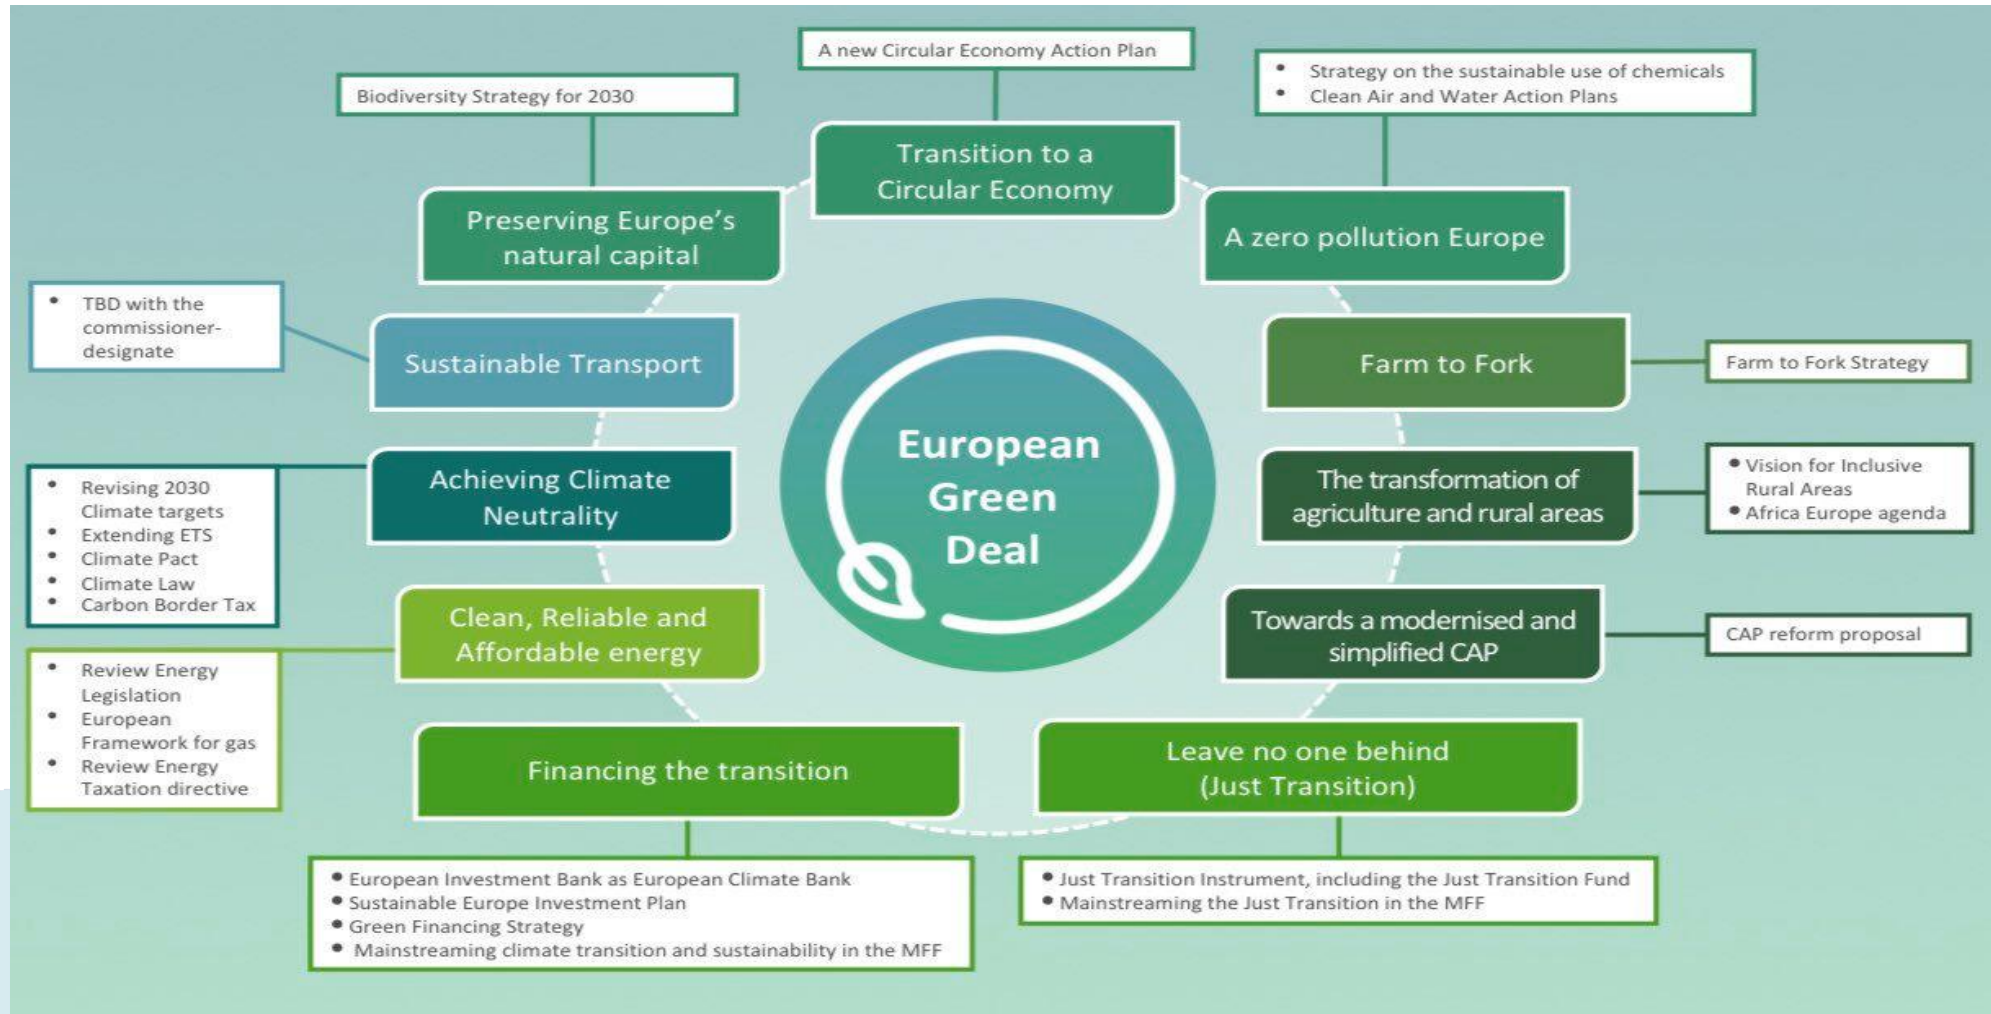 A new Circular Economy Action Plan
Biodiversity Strategy for 2030
• Strategy on the sustainable use of chemicals
• Clean Air and Water Action Plans
Transition to a
Circular Economy
Preserving Europe's
natural capital
A zero pollution Europe
• TBD with the
commissioner-
designate
Sustainable Transport
Farm to Fork
Farm to Fork Strategy
European
Green
Deal
• Revising 2030
Climate targets
• Extending ETS
• Climate Pact
• Climate Law
• Carbon Border Tax
Achieving Climate
Neutrality
The transformation of
agriculture and rural areas
• Vision for Inclusive
Rural Areas
• Africa Europe agenda
Clean, Reliable and
Affordable energy
Towards a modernised and
simplified CAP
CAP reform proposal
• Review Energy
Legislation
• European
Framework for gas
• Review Energy
Taxation directive
Financing the transition
Leave no one behind
(Just Transition)
• European Investment Bank as European Climate Bank
• Sustainable Europe Investment Plan
• Green Financing Strategy
• Mainstreaming climate transition and sustainability in the MFF
• Just Transition Instrument, including the Just Transition Fund
• Mainstreaming the Just Transition in the MFF